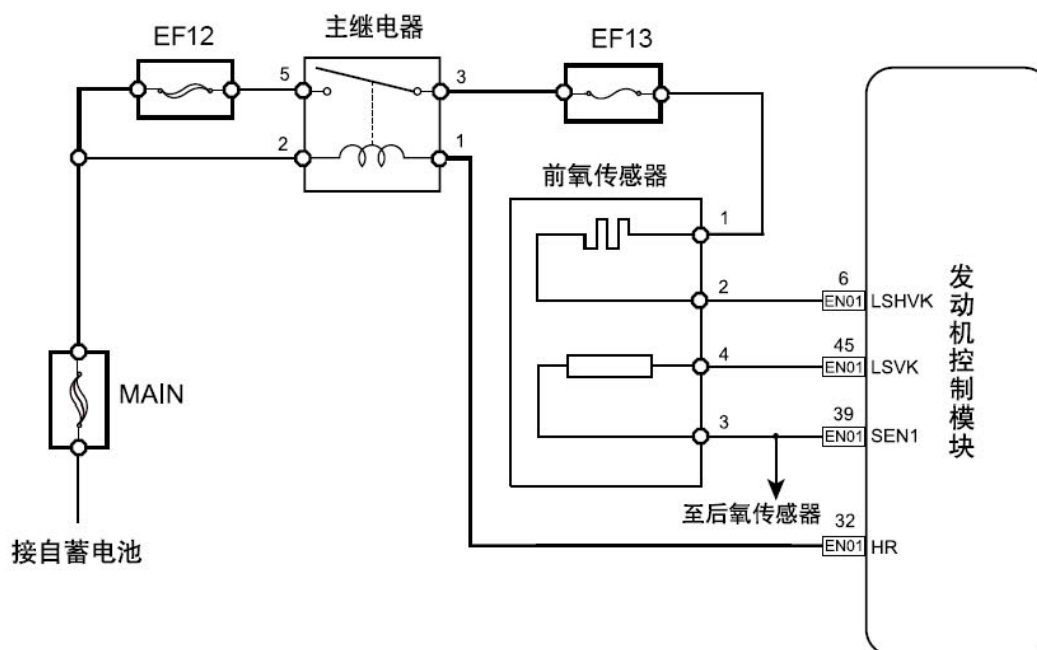 主继电器
EF12
EF13
5
3
2
1
前氧传感器
1
2
6
EN01 LSHVK
4
45
EN01 LSVK
3
39
EN01 SEN1
发动机控制模块
MAIN
至后氧传感器
32
EN01 HR
接自蓄电池